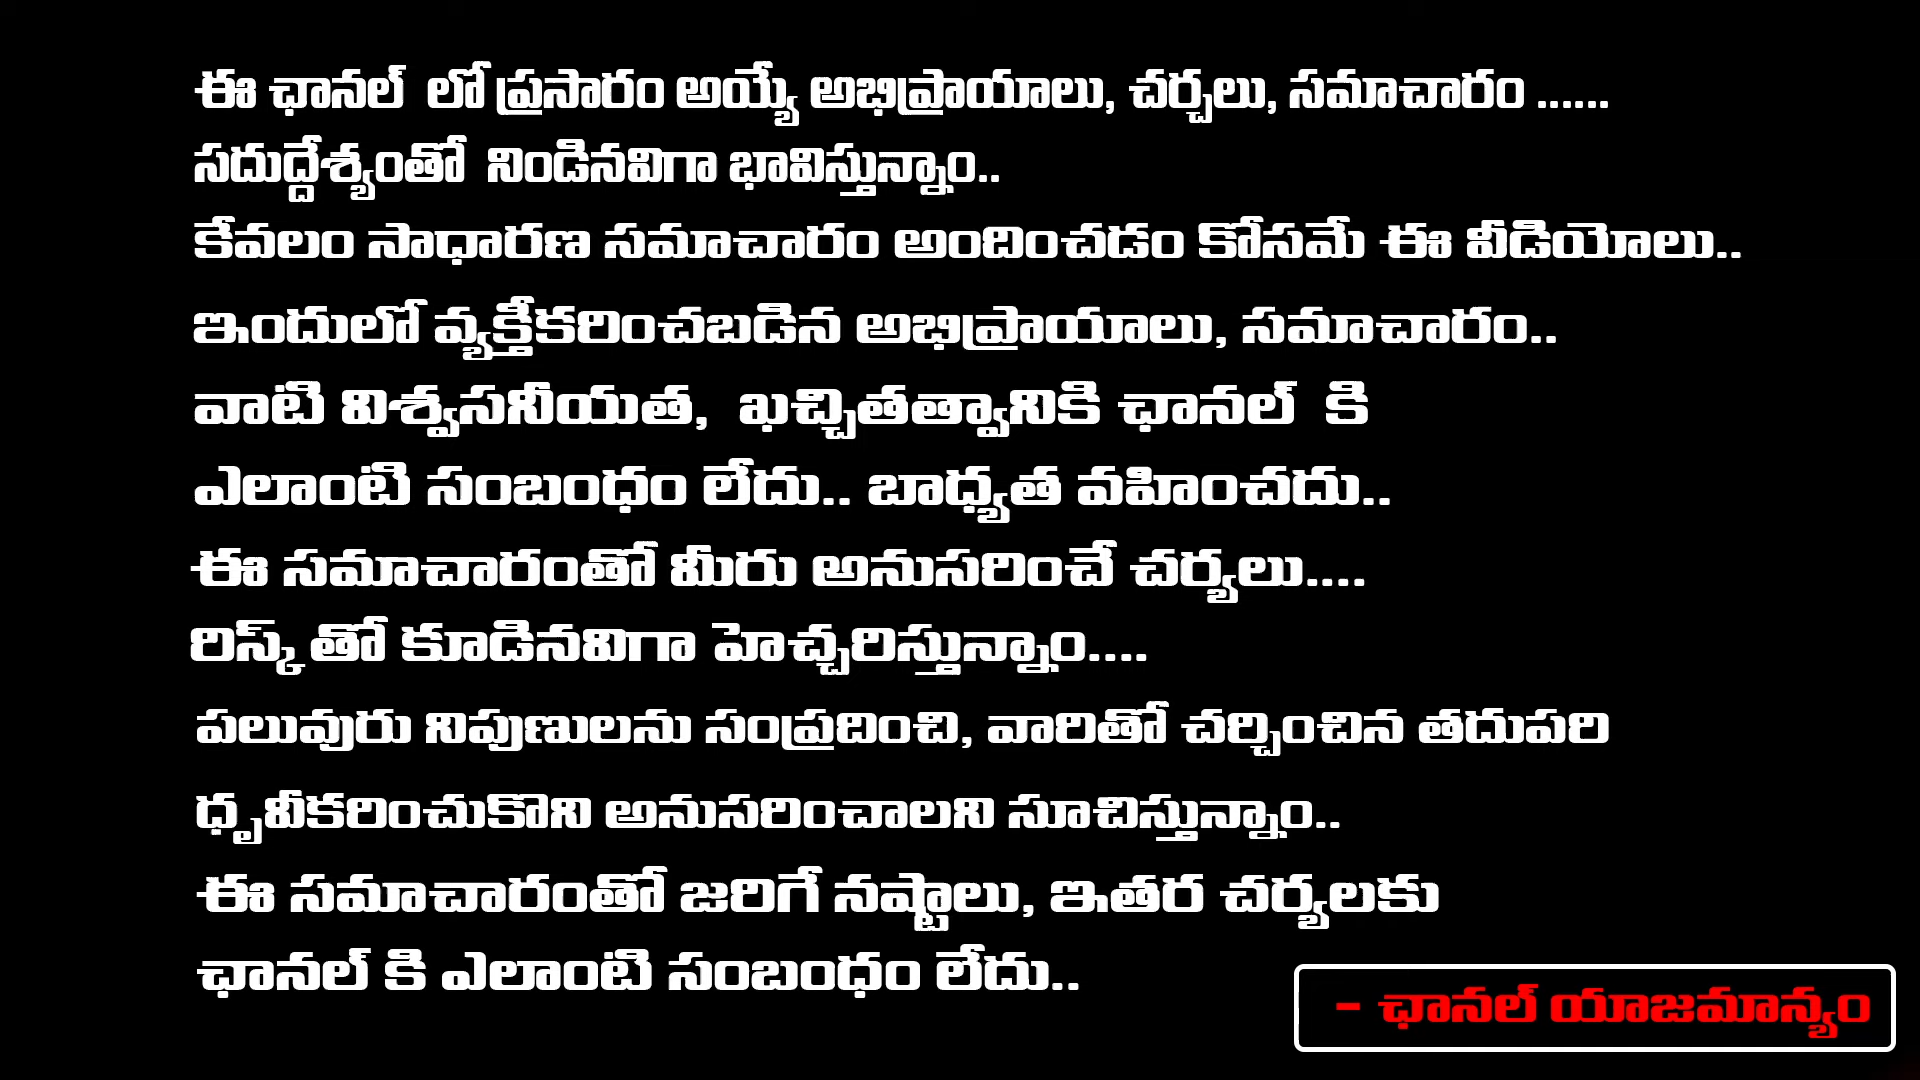 ఈ ఛానల్ లో ప్రసారం అయ్యే అభిప్రాయాలు, చర్చలు, సమాచారం ......
సదుద్దేశ్యంతో నిండినవిగా భావిస్తున్నాం..
కేవలం సాధారణ సమాచారం అందించడం కోసమే ఈ వీడియోలు..
ఇందులో వ్యక్తీకరించబడిన అభిప్రాయాలు, సమాచారం..
వాటి విశ్వసనీయత, ఖచ్చితత్వానికి ఛానల్ కి
ఎలాంటి సంబంధం లేదు.. బాధ్యత వహించదు..
ఈ సమాచారంతో మీరు అనుసరించే చర్యలు....
రిస్క్ తో కూడినవిగా హెచ్చరిస్తున్నాం....
పలువురు నిపుణులను సంప్రదించి, వారితో చర్చించిన తదుపరి
ధృవీకరించుకొని అనుసరించాలని సూచిస్తున్నాం..
ఈ సమాచారంతో జరిగే నష్టాలు, ఇతర చర్యలకు
ఛానల్ కి ఎలాంటి సంబంధం లేదు..
- ఛానల్ యాజమాన్యం